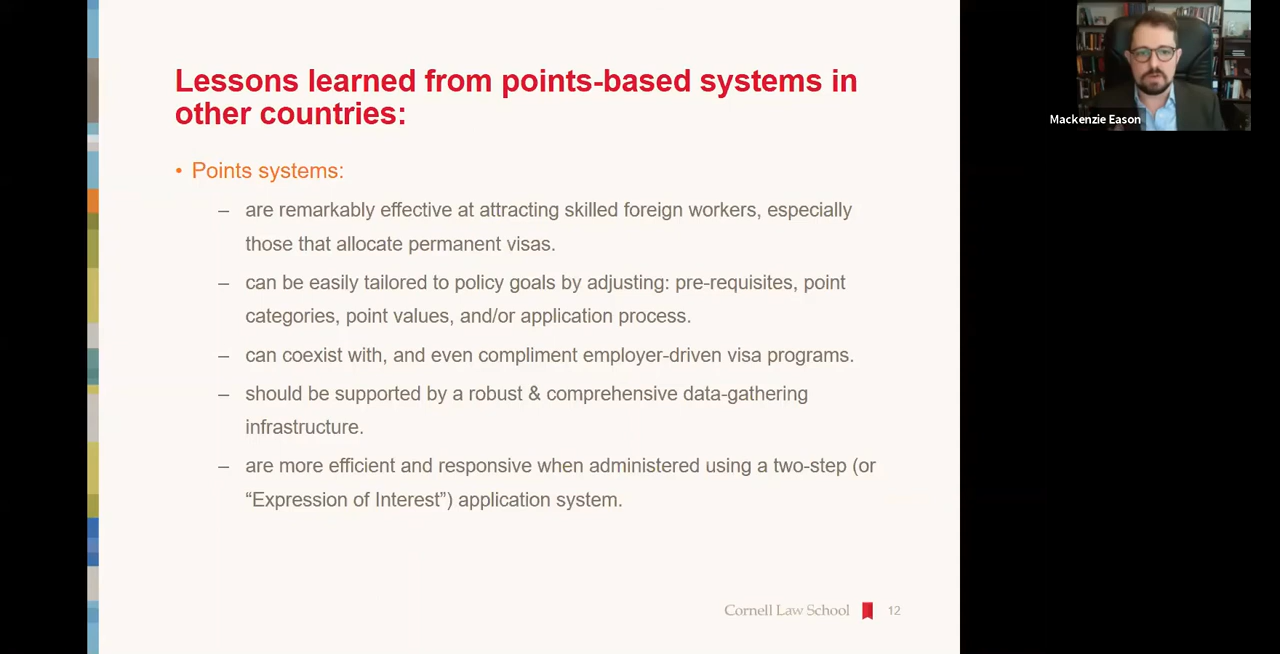 Lessons learned from points-based systems in
other countries:
• Points systems:
– are remarkably effective at attracting skilled foreign workers, especially
those that allocate permanent visas.
– can be easily tailored to policy goals by adjusting: pre-requisites, point
categories, point values, and/or application process.
– can coexist with, and even compliment employer-driven visa programs.
– should be supported by a robust & comprehensive data-gathering
infrastructure.
– are more efficient and responsive when administered using a two-step (or
“Expression of Interest”) application system.
Cornell Law School 12
Mackenzie Eason